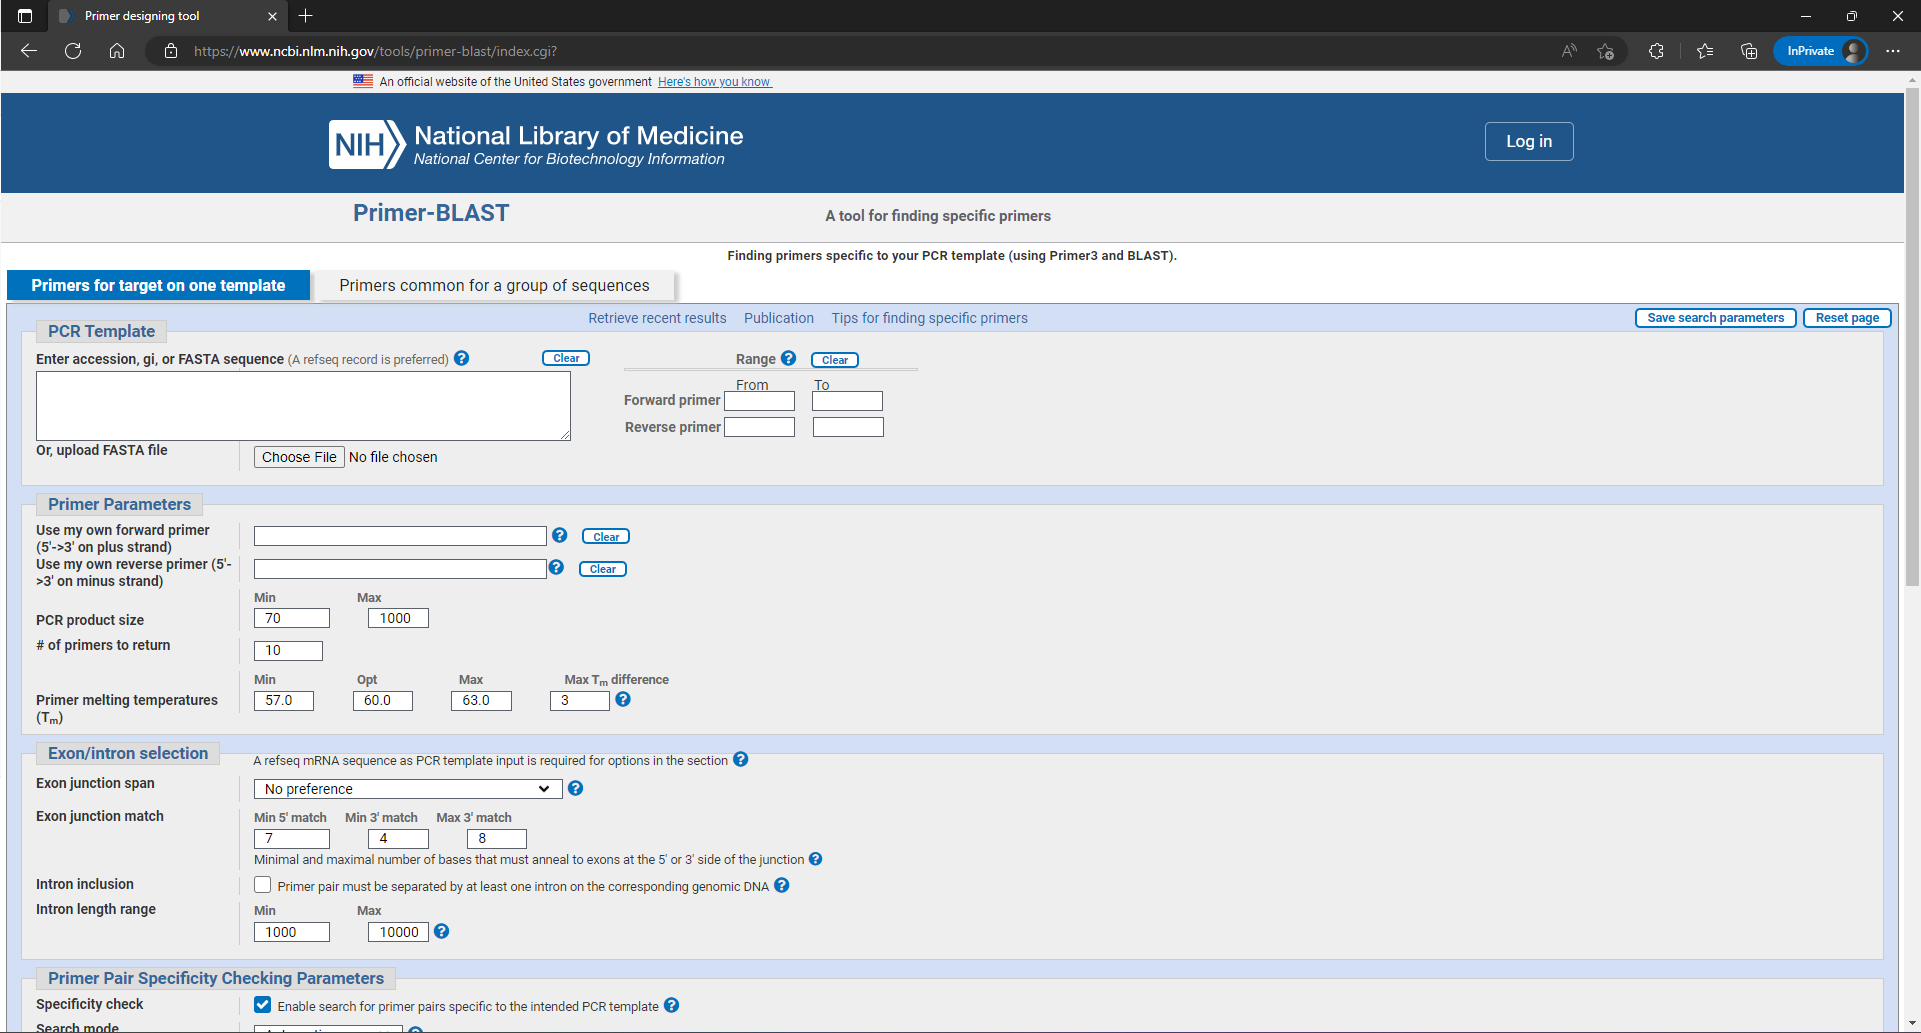 Primer designing tool
https://www.ncbi.nlm.nih.gov/tools/primer-blast/index.cgi?
InPrivate
An official website of the United States government Here's how you know
NIH National Library of Medicine
National Center for Biotechnology Information
Log in
Primer-BLAST
A tool for finding specific primers
Finding primers specific to your PCR template (using Primer3 and BLAST).
Primers for target on one template
Primers common for a group of sequences
Retrieve recent results Publication Tips for finding specific primers
Save search parameters Reset page
PCR Template
Enter accession, gi, or FASTA sequence (A refseq record is preferred) ? Clear
Range ? Clear
From To
Forward primer
Reverse primer
Or, upload FASTA file
Choose File No file chosen
Primer Parameters
Use my own forward primer
(5'->3' on plus strand)
? Clear
Use my own reverse primer (5'-
>3' on minus strand)
? Clear
Min Max
PCR product size 70 1000
# of primers to return 10
Min Opt Max Max Tm difference
Primer melting temperatures
(Tm)
57.0 60.0 63.0 3 ?
Exon/intron selection
A refseq mRNA sequence as PCR template input is required for options in the section ?
Exon junction span No preference ?
Exon junction match
Min 5' match Min 3' match Max 3' match
7 4 8
Minimal and maximal number of bases that must anneal to exons at the 5' or 3' side of the junction ?
Intron inclusion Primer pair must be separated by at least one intron on the corresponding genomic DNA ?
Intron length range
Min Max
1000 10000 ?
Primer Pair Specificity Checking Parameters
Specificity check Enable search for primer pairs specific to the intended PCR template ?
Search mode